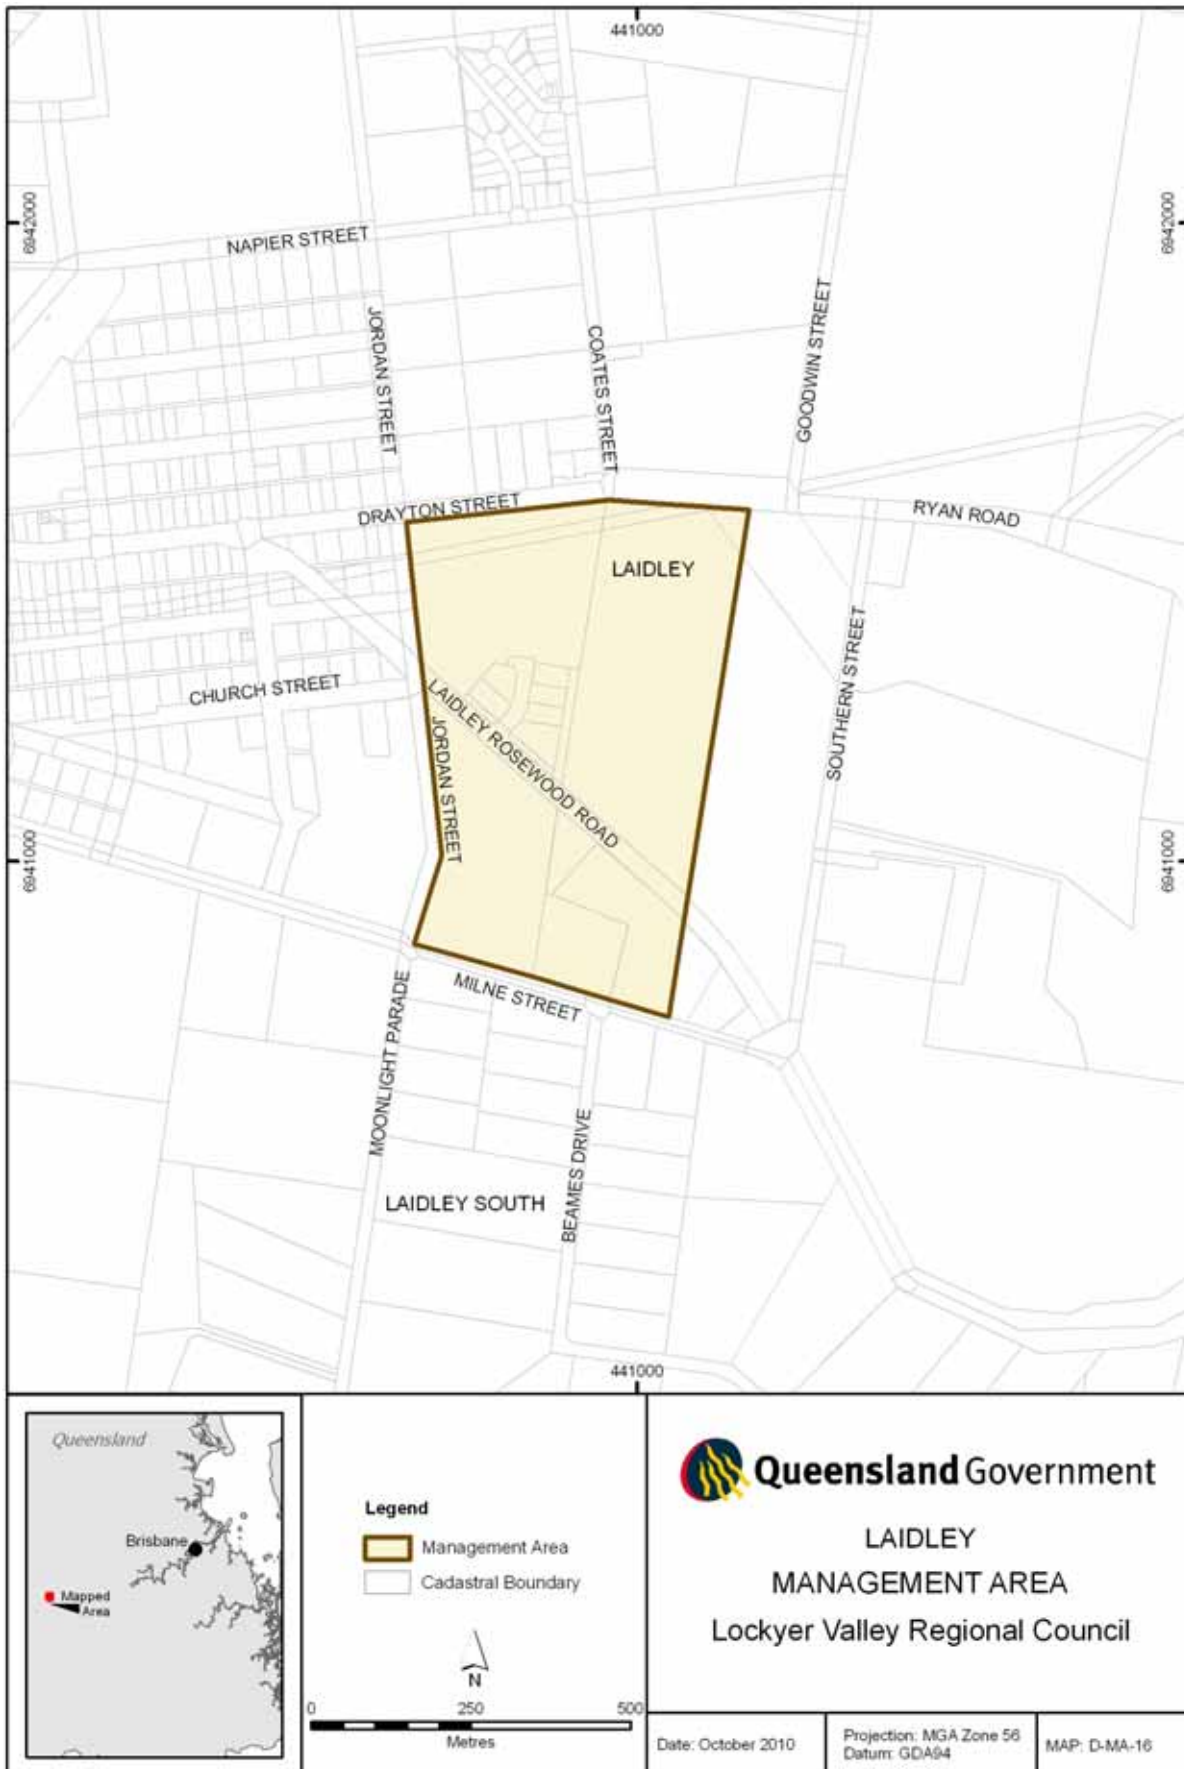 441000
6942000
6942000
NAPIER STREET
JORDAN STREET
COATES STREET
GOODWIN STREET
DRAYTON STREET
RYAN ROAD
LAIDLEY
CHURCH STREET
LAIDLEY ROSEWOOD ROAD
JORDAN STREET
SOUTHERN STREET
6941000
6941000
MILNE STREET
MOONLIGHT PARADE
BEAMES DRIVE
LAIDLEY SOUTH
441000
Queensland
Brisbane
Mapped
Area
Legend
Management Area
Cadastral Boundary
N
0 250 500
Metres
Queensland Government
LAIDLEY
MANAGEMENT AREA
Lockyer Valley Regional Council
Date: October 2010
Projection: MGA Zone 56
Datum: GDA94
MAP: D-MA-16